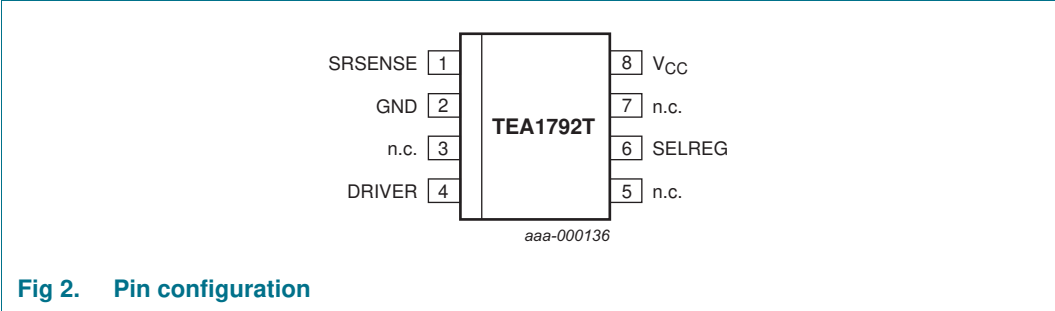 SRSENSE 1
GND 2
n.c. 3
DRIVER 4
TEA1792T
8 VCC
7 n.c.
6 SELREG
5 n.c.
aaa-000136
Fig 2. Pin configuration